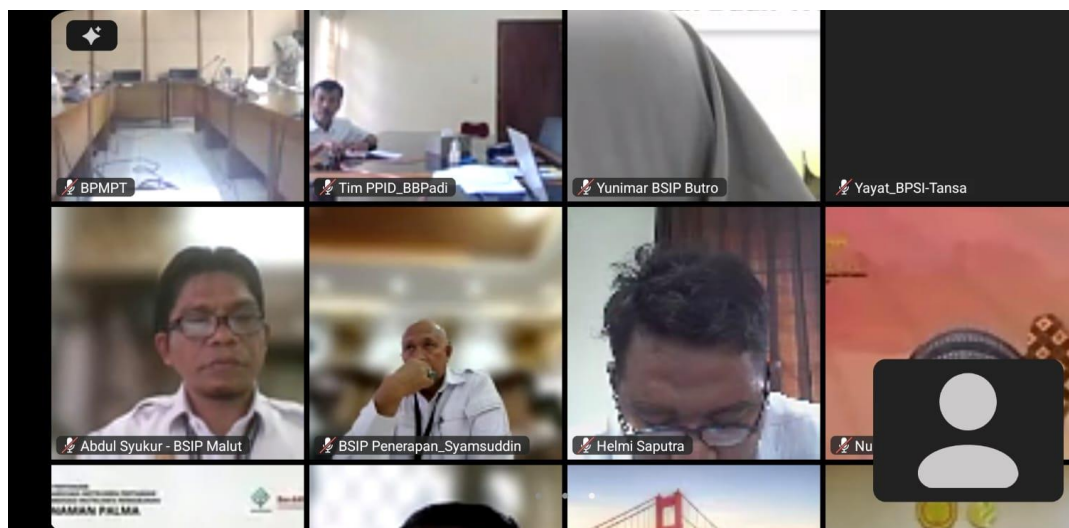 BPMPT
Tim PPID_BBPadi
Yunimar BSIP Butro
Yayat_BPSI-Tansa
Abdul Syukur - BSIP Malut
BSIP Penerapan_Syamsuddin
Helmi Saputra
Nu
NAMAN PALMA